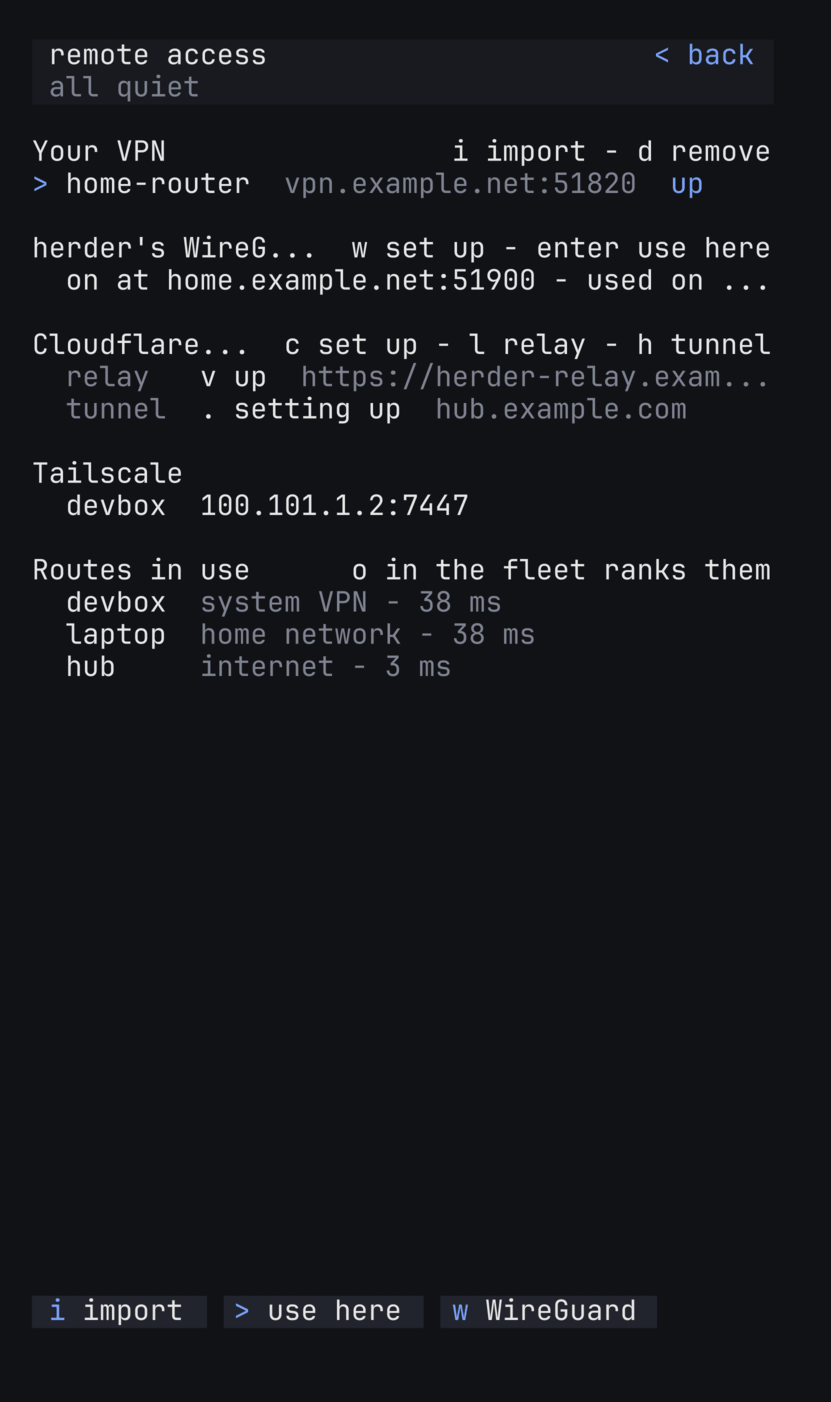 remote access < back
all quiet
Your VPN i import - d remove
> home-router vpn.example.net:51820 up
herder's WireG... w set up - enter use here
on at home.example.net:51900 - used on ...
Cloudflare... c set up - l relay - h tunnel
relay v up https://herder-relay.exam...
tunnel . setting up hub.example.com
Tailscale
devbox 100.101.1.2:7447
Routes in use o in the fleet ranks them
devbox system VPN - 38 ms
laptop home network - 38 ms
hub internet - 3 ms
i import > use here w WireGuard